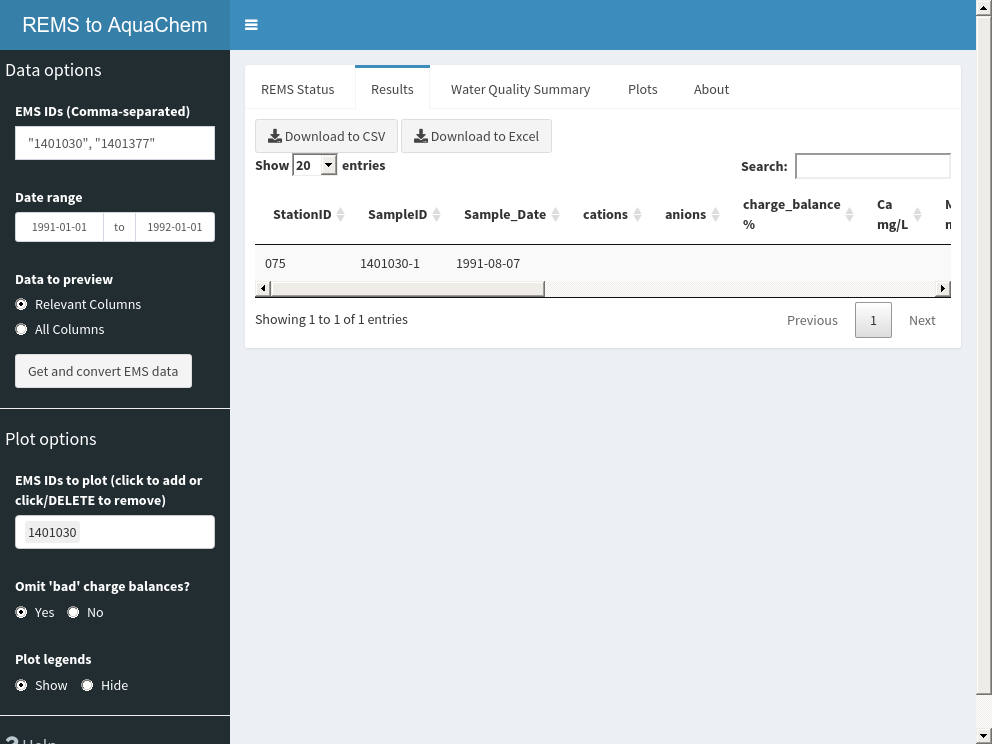 REMS to AquaChem
Data options
EMS IDs (Comma-separated)
"1401030", "1401377"
Date range
1991-01-01 to 1992-01-01
Data to preview
Relevant Columns
All Columns
Get and convert EMS data
Plot options
EMS IDs to plot (click to add or
click/DELETE to remove)
1401030
Omit 'bad' charge balances?
Yes No
Plot legends
Show Hide
Help
REMS Status Results Water Quality Summary Plots About
Download to CSV Download to Excel
Show 20 entries Search:
StationID SampleID Sample_Date cations anions charge_balance % Ca mg/L
075 1401030-1 1991-08-07
Showing 1 to 1 of 1 entries Previous 1 Next